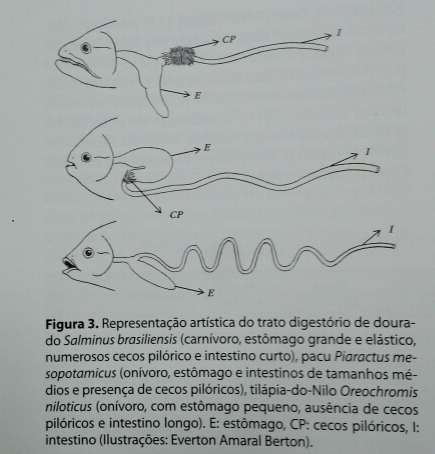 CP
I
E
E
I
CP
I
E
Figura 3. Representação artística do trato digestório de doura-
do Salminus brasiliensis (carnívoro, estômago grande e elástico,
numerosos cecos pilórico e intestino curto), pacu Piaractus me-
sopotamicus (onívoro, estômago e intestinos de tamanhos mé-
dios e presença de cecos pilóricos), tilápia-do-Nilo Oreochromis
niloticus (onívoro, com estômago pequeno, ausência de cecos
pilóricos e intestino longo). E: estômago, CP: cecos pilóricos, I:
intestino (Ilustrações: Everton Amaral Berton).